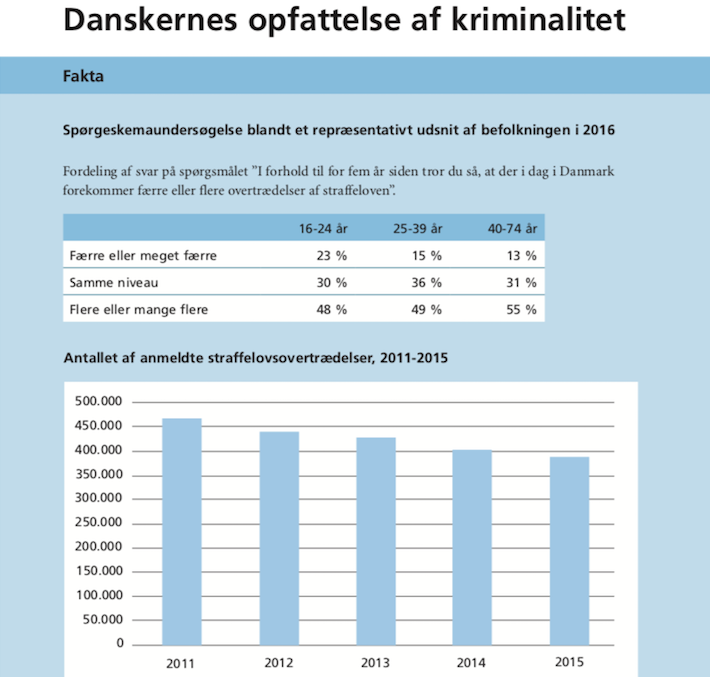 Danskernes opfattelse af kriminalitet
Fakta
Spørgeskemaundersøgelse blandt et repræsentativt udsnit af befolkningen i 2016
Fordeling af svar på spørgsmålet ”I forhold til for fem år siden tror du så, at der i dag i Danmark
forekommer færre eller flere overtrædelser af straffeloven”.
16-24 år 25-39 år 40-74 år
Færre eller meget færre 23 % 15 % 13 %
Samme niveau 30 % 36 % 31 %
Flere eller mange flere 48 % 49 % 55 %
Antallet af anmeldte straffelovsovertrædelser, 2011-2015
500.000
450.000
400.000
350.000
300.000
250.000
200.000
150.000
100.000
50.000
0
2011 2012 2013 2014 2015